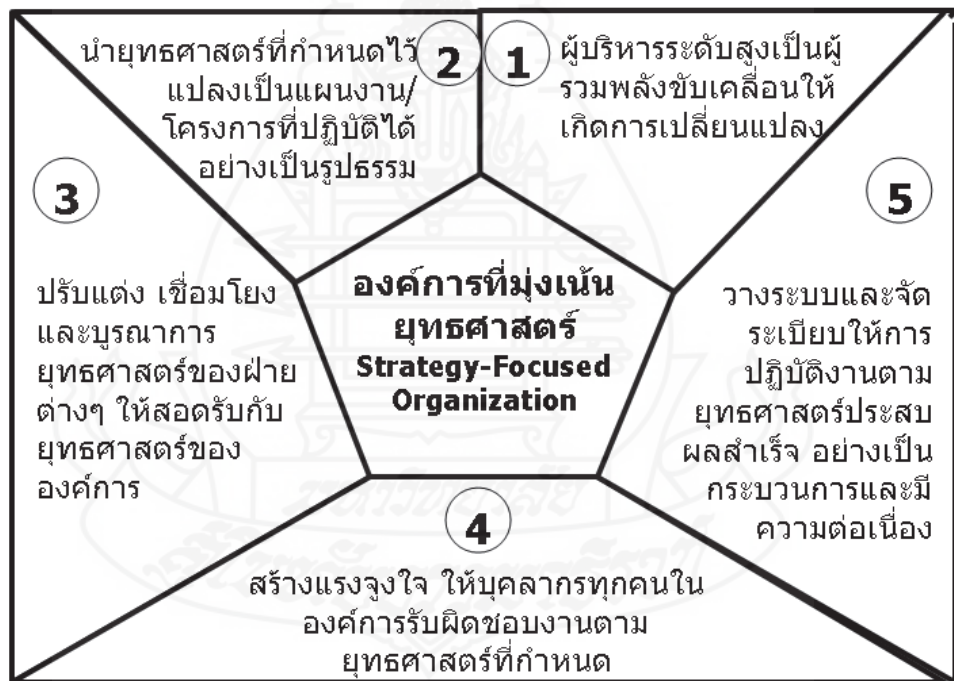 1
ผู้บริหารระดับสูงเป็นผู้
รวมพลังขับเคลื่อนให้
เกิดการเปลี่ยนแปลง
2
นำยุทธศาสตร์ที่กำหนดไว้
แปลงเป็นแผนงาน/
โครงการที่ปฏิบัติได้
อย่างเป็นรูปธรรม
3
ปรับแต่ง เชื่อมโยง
และบูรณาการ
ยุทธศาสตร์ของฝ่าย
ต่างๆ ให้สอดรับกับ
ยุทธศาสตร์ของ
องค์การ
องค์การที่มุ่งเน้น
ยุทธศาสตร์
Strategy-Focused
Organization
4
สร้างแรงจูงใจ ให้บุคลากรทุกคนใน
องค์การรับผิดชอบงานตาม
ยุทธศาสตร์ที่กำหนด
5
วางระบบและจัด
ระเบียบให้การ
ปฏิบัติงานตาม
ยุทธศาสตร์ประสบ
ผลสำเร็จ อย่างเป็น
กระบวนการและมี
ความต่อเนื่อง